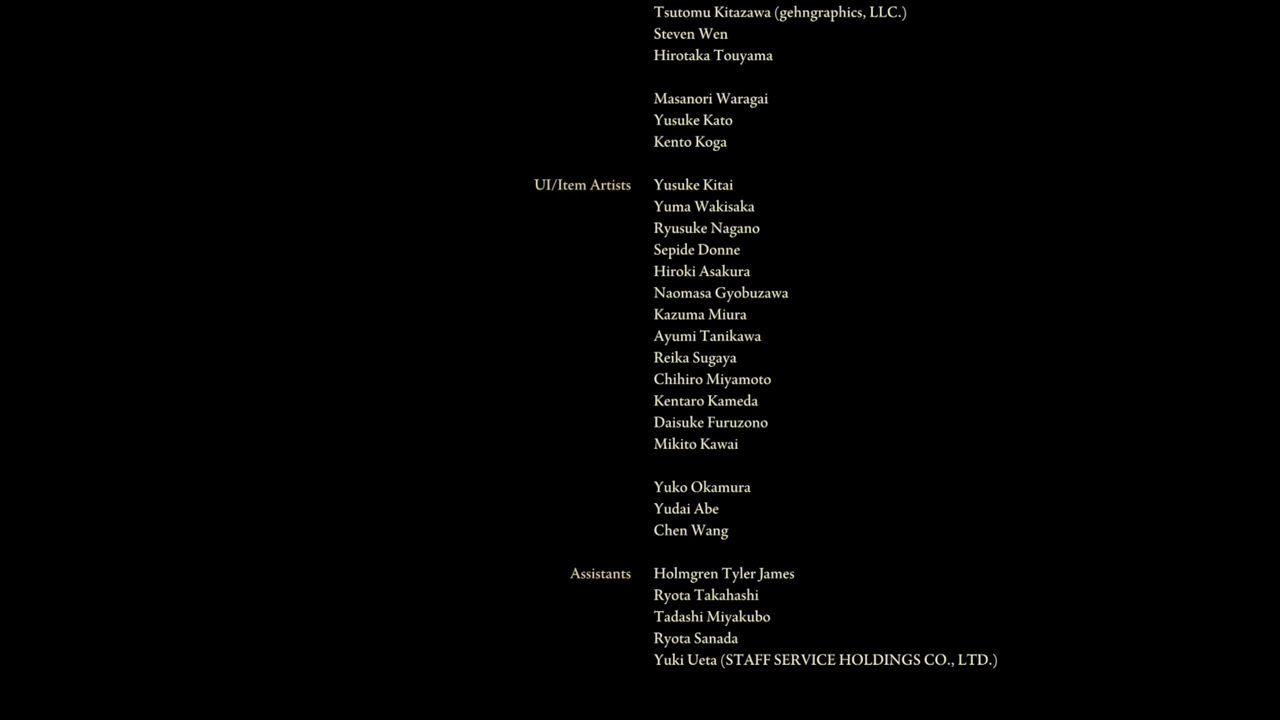 Tsutomu Kitazawa (gehngraphics, LLC.)
Steven Wen
Hirotaka Touyama
Masanori Waragai
Yusuke Kato
Kento Koga
UI/Item Artists Yusuke Kitai
Yuma Wakisaka
Ryusuke Nagano
Sepide Donne
Hiroki Asakura
Naomasa Gyobuzawa
Kazuma Miura
Ayumi Tanikawa
Reika Sugaya
Chihiro Miyamoto
Kentaro Kameda
Daisuke Furuzono
Mikito Kawai
Yuko Okamura
Yudai Abe
Chen Wang
Assistants Holmgren Tyler James
Ryota Takahashi
Tadashi Miyakubo
Ryota Sanada
Yuki Ueta (STAFF SERVICE HOLDINGS CO., LTD.)